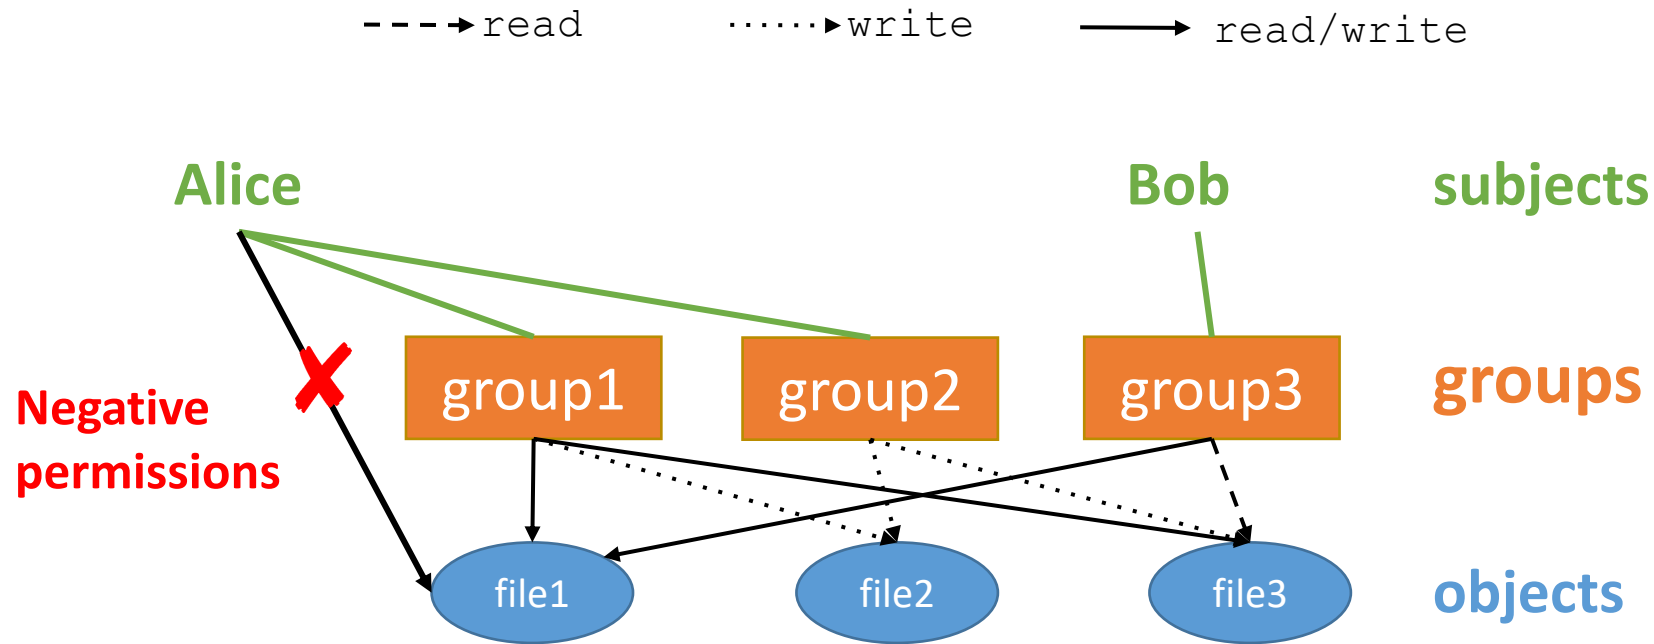 read write read/write
Alice Bob subjects
group1 group2 group3 groups
Negative
permissions
file1 file2 file3 objects